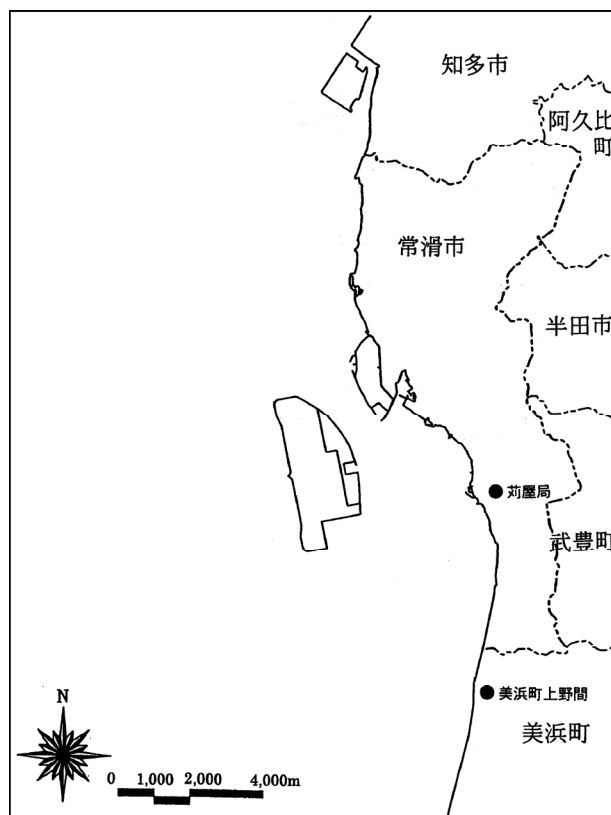 知多市
阿久比
町
常滑市
半田市
苅屋局
武豊町
美浜町上野間
美浜町
N
0 1,000 2,000 4,000m